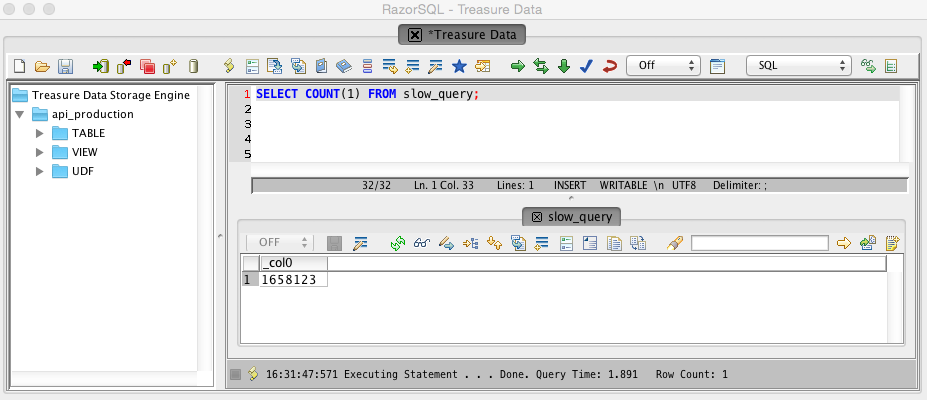 RazorSQL - Treasure Data
*Treasure Data
Off
SQL
Treasure Data Storage Engine
api_production
TABLE
VIEW
UDF
1 SELECT COUNT(1) FROM slow_query;
2
3
4
5
32/32 Ln. 1 Col. 33 Lines: 1 INSERT WRITABLE \n UTF8 Delimiter: ;
slow_query
OFF
_col0
1 1658123
16:31:47:571 Executing Statement . . . Done. Query Time: 1.891 Row Count: 1